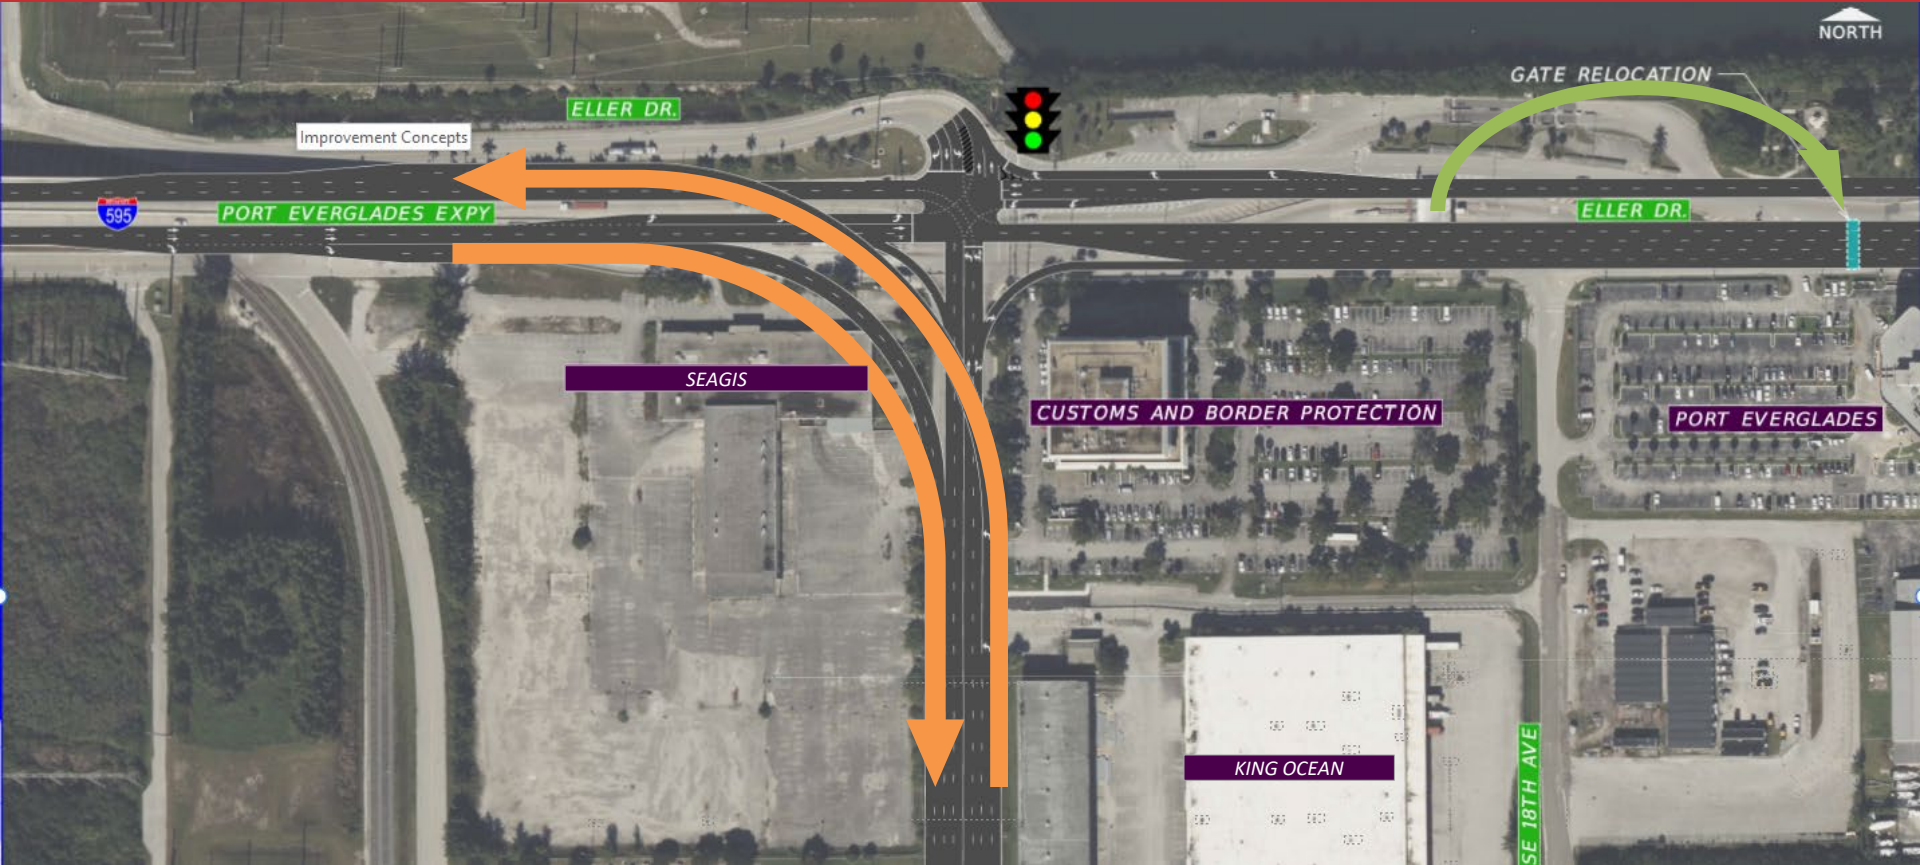 NORTH
GATE RELOCATION
ELLER DR.
Improvement Concepts
595
PORT EVERGLADES EXPY
ELLER DR.
SEAGIS
CUSTOMS AND BORDER PROTECTION
PORT EVERGLADES
KING OCEAN
SE 18TH AVE